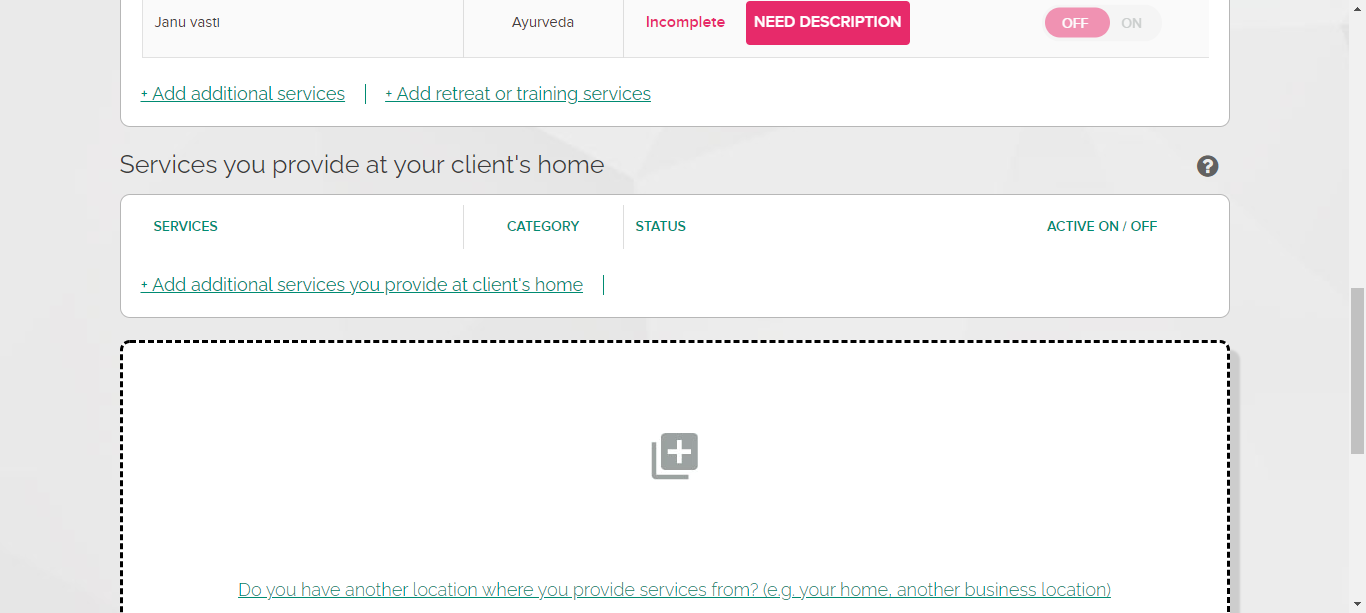 Janu vasti Ayurveda Incomplete NEED DESCRIPTION OFF ON
+ Add additional services | + Add retreat or training services
Services you provide at your client's home ?
SERVICES CATEGORY STATUS ACTIVE ON / OFF
+ Add additional services you provide at client's home |
Do you have another location where you provide services from? (e.g. your home, another business location)